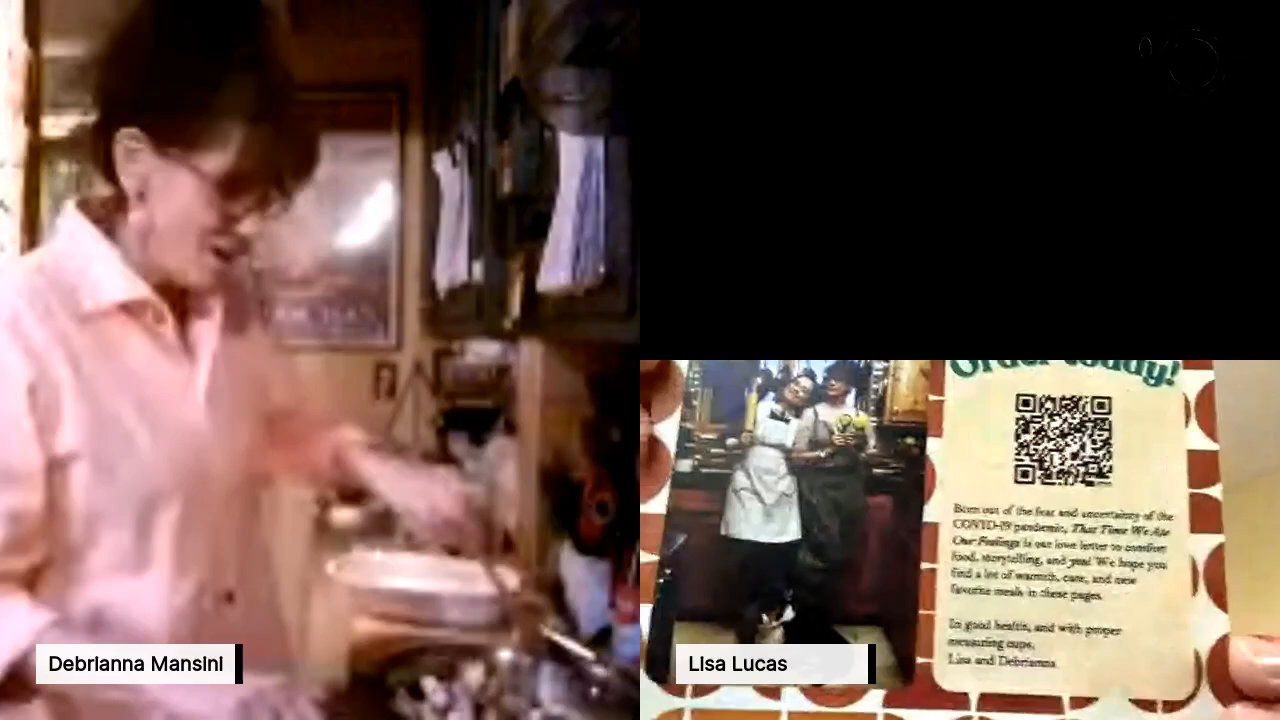 Order today!
Born out of the fear and uncertainty of the
COVID-19 pandemic, That Time We Ate
Our Feelings is our love letter to comfort
food, storytelling, and you! We hope you
find a lot of warmth, care, and new
favorite meals in these pages.
In good health, and with proper
measuring cups,
Lisa and Debrianna
Debrianna Mansini
Lisa Lucas